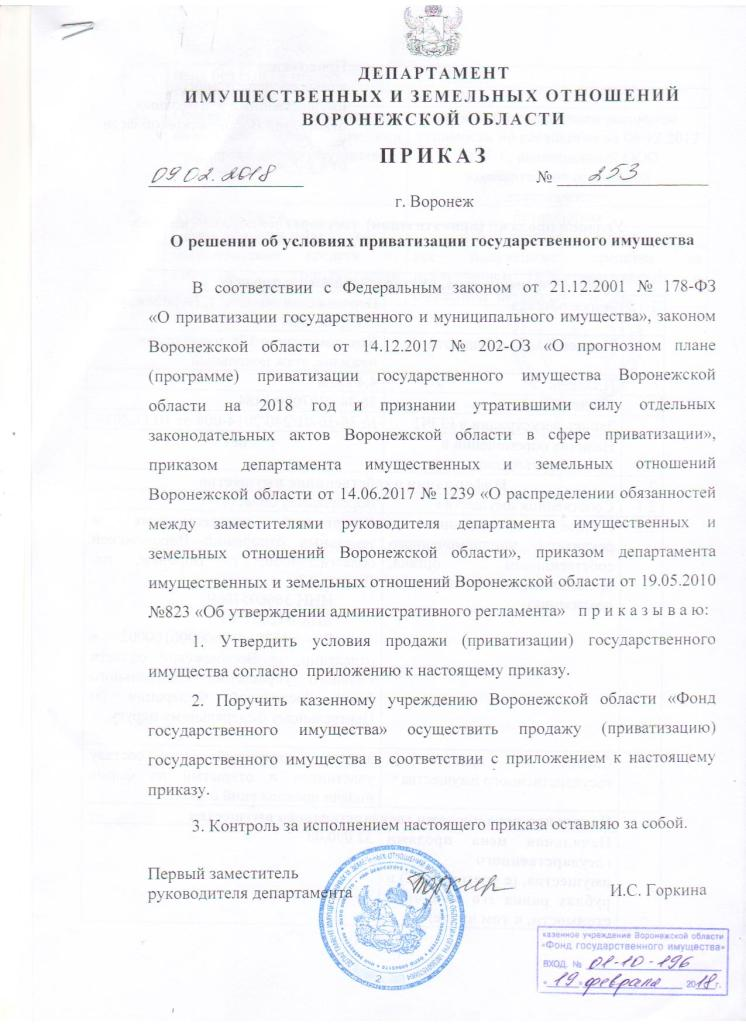 ДЕПАРТАМЕНТ
ИМУЩЕСТВЕННЫХ И ЗЕМЕЛЬНЫХ ОТНОШЕНИЙ
ВОРОНЕЖСКОЙ ОБЛАСТИ
ПРИКАЗ
09.02.2018 № 253
г. Воронеж
О решении об условиях приватизации государственного имущества
В соответствии с Федеральным законом от 21.12.2001 № 178-ФЗ
«О приватизации государственного и муниципального имущества», законом
Воронежской области от 14.12.2017 № 202-ОЗ «О прогнозном плане
(программе) приватизации государственного имущества Воронежской
области на 2018 год и признании утратившими силу отдельных
законодательных актов Воронежской области в сфере приватизации»,
приказом департамента имущественных и земельных отношений
Воронежской области от 14.06.2017 № 1239 «О распределении обязанностей
между заместителями руководителя департамента имущественных и
земельных отношений Воронежской области», приказом департамента
имущественных и земельных отношений Воронежской области от 19.05.2010
№823 «Об утверждении административного регламента» п р и к а з ы в а ю:
1. Утвердить условия продажи (приватизации) государственного
имущества согласно приложению к настоящему приказу.
2. Поручить казенному учреждению Воронежской области «Фонд
государственного имущества» осуществить продажу (приватизацию)
государственного имущества в соответствии с приложением к настоящему
приказу.
3. Контроль за исполнением настоящего приказа оставляю за собой.
Первый заместитель
руководителя департамента И.С. Горкина
2
казенное учреждение Воронежской области
«Фонд государственного имущества»
ВХОД. № 01-10-196
« 19 » февраля 2018 г.